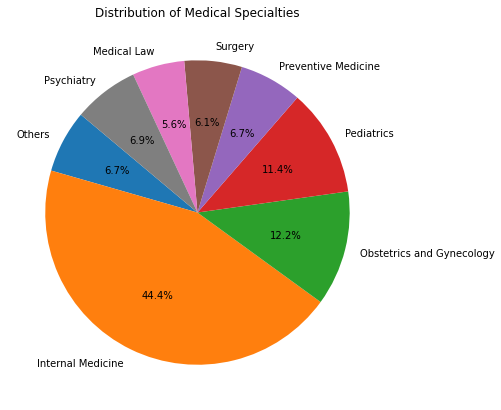 Distribution of Medical Specialties
Surgery
Medical Law
Preventive Medicine
Psychiatry
Others
Pediatrics
5.6%
6.1%
6.7%
6.9%
6.7%
11.4%
12.2%
Obstetrics and Gynecology
44.4%
Internal Medicine